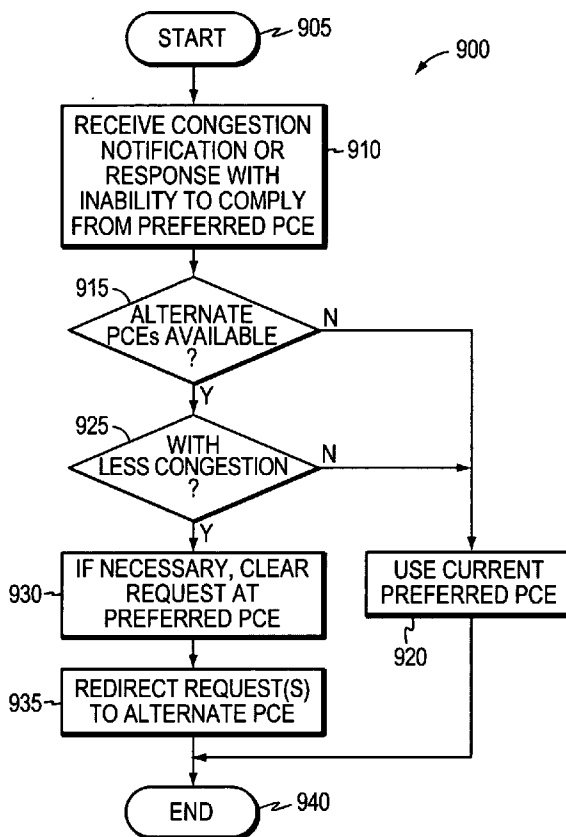 START
905
900
RECEIVE CONGESTION
NOTIFICATION OR
RESPONSE WITH
INABILITY TO COMPLY
FROM PREFERRED PCE
910
915
ALTERNATE
PCEs AVAILABLE
?
N
Y
925
WITH
LESS CONGESTION
?
N
Y
930
IF NECESSARY, CLEAR
REQUEST AT
PREFERRED PCE
USE CURRENT
PREFERRED PCE
920
935
REDIRECT REQUEST(S)
TO ALTERNATE PCE
END
940